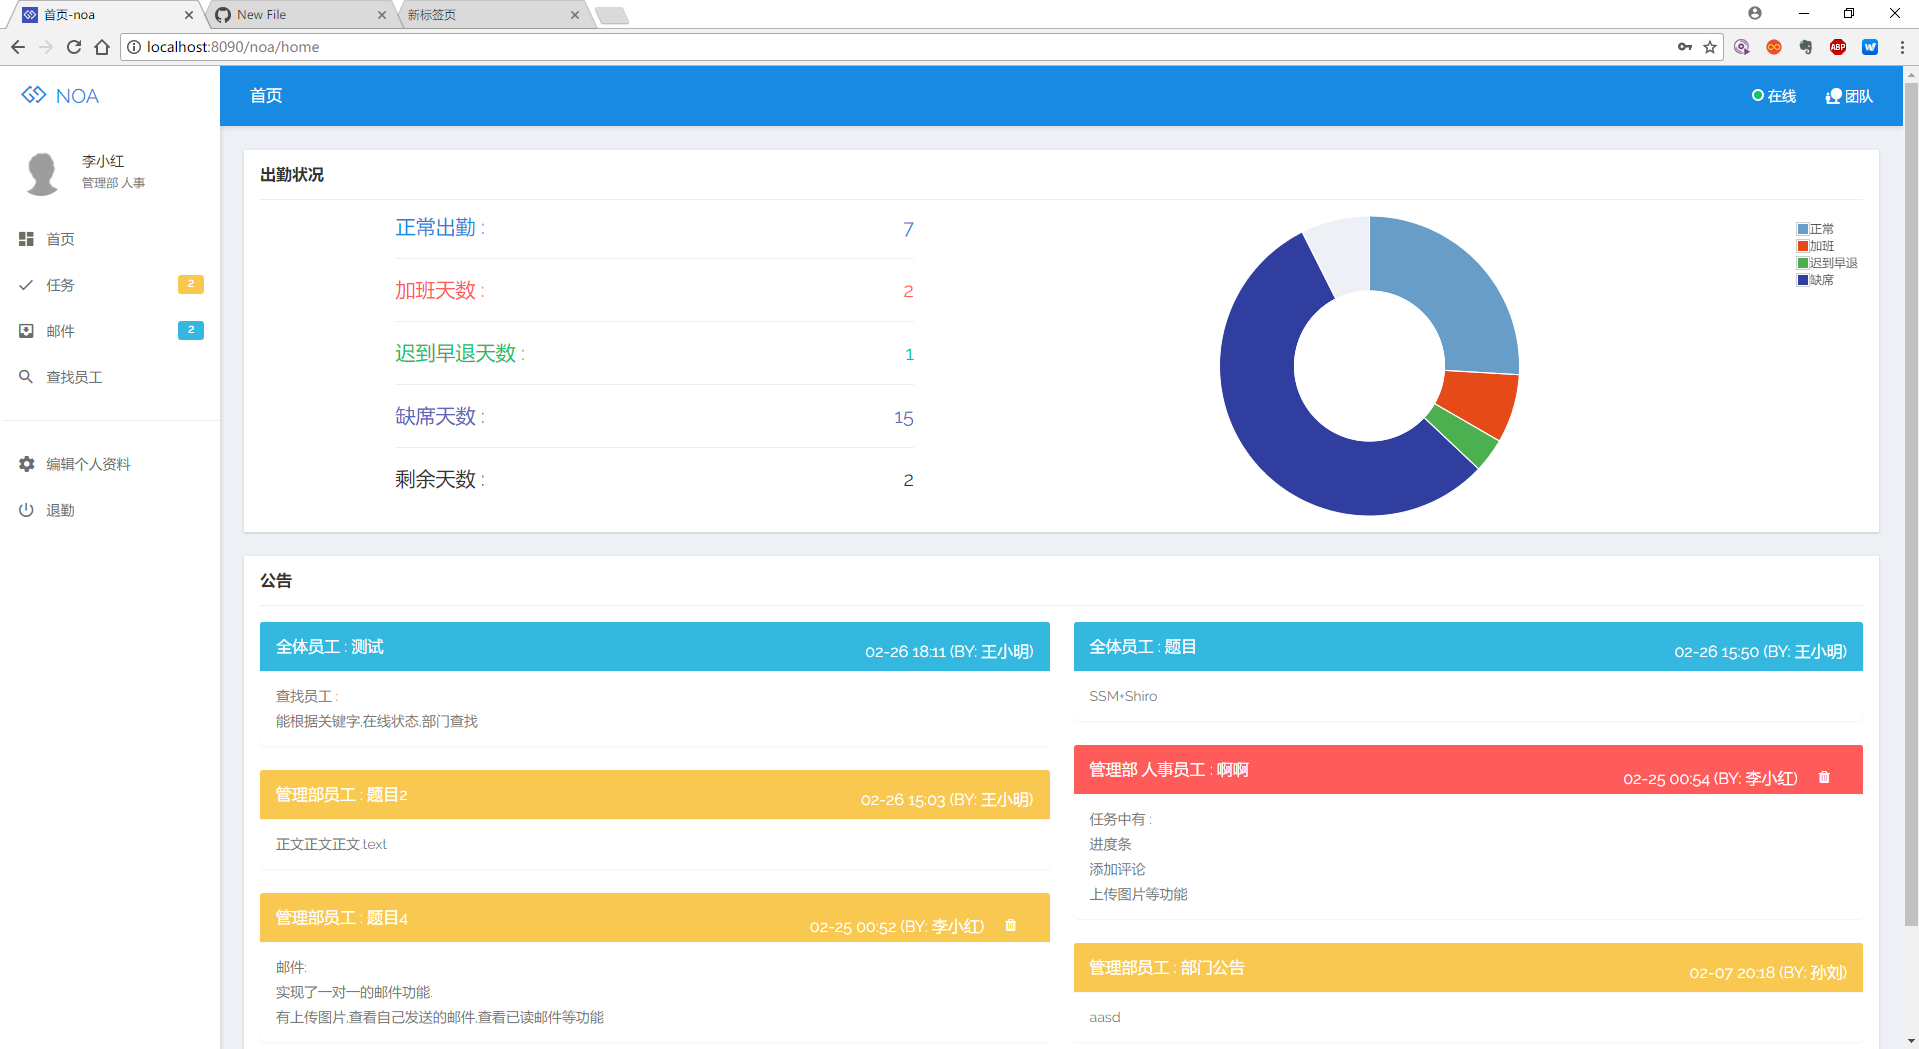 首页-noa
New File
新标签页
localhost:8090/noa/home
ABP
W
NOA
首页
在线
团队
李小红
管理部 人事
首页
任务 2
邮件 2
查找员工
编辑个人资料
退勤
出勤状况
正常出勤 : 7
加班天数 : 2
迟到早退天数 : 1
缺席天数 : 15
剩余天数 : 2
正常
加班
迟到早退
缺席
公告
全体员工 : 测试 02-26 18:11 (BY: 王小明)
查找员工 :
能根据关键字,在线状态,部门查找
管理部员工 : 题目2 02-26 15:03 (BY: 王小明)
正文正文正文.text
管理部员工 : 题目4 02-25 00:52 (BY: 李小红)
邮件:
实现了一对一的邮件功能.
有上传图片,查看自己发送的邮件,查看已读邮件等功能
全体员工 : 题目 02-26 15:50 (BY: 王小明)
SSM+Shiro
管理部 人事员工 : 啊啊 02-25 00:54 (BY: 李小红)
任务中有 :
进度条
添加评论
上传图片等功能
管理部员工 : 部门公告 02-07 20:18 (BY: 孙刘)
aasd